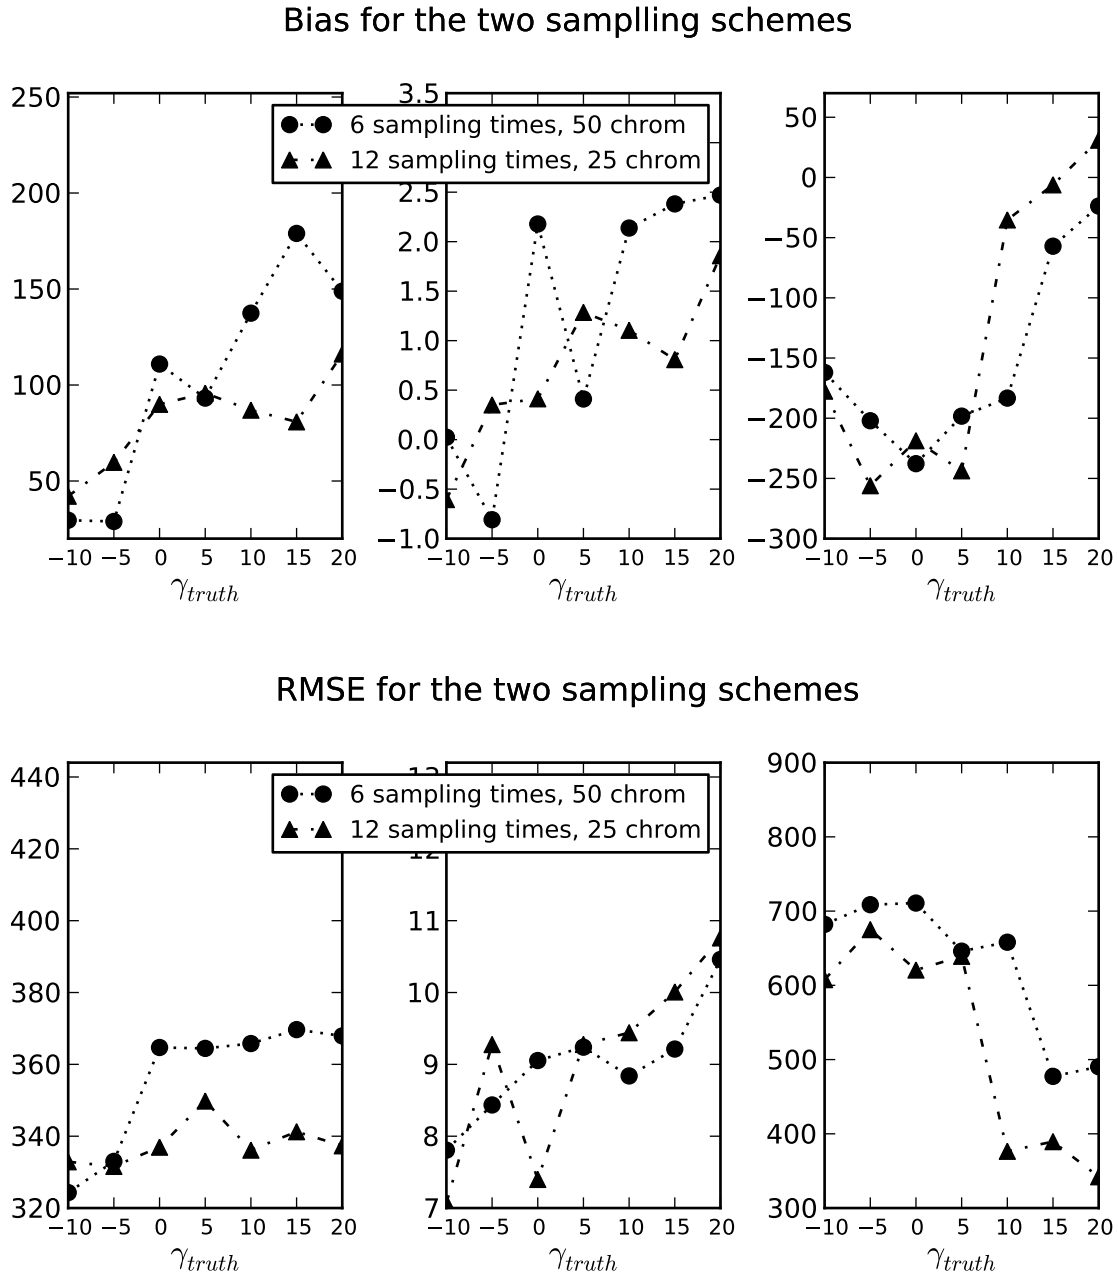 Bias for the two samplling schemes
250
200
150
100
50
−10 −5 0 5 10 15 20
γtruth
3.5
2.5
2.0
1.5
1.0
0.5
0.0
−0.5
−1.0
−10 −5 0 5 10 15 20
γtruth
50
0
−50
−100
−150
−200
−250
−300
−10 −5 0 5 10 15 20
γtruth
6 sampling times, 50 chrom
12 sampling times, 25 chrom
RMSE for the two sampling schemes
440
420
400
380
360
340
320
−10 −5 0 5 10 15 20
γtruth
13
12
11
10
9
8
7
−10 −5 0 5 10 15 20
γtruth
900
800
700
600
500
400
300
−10 −5 0 5 10 15 20
γtruth
6 sampling times, 50 chrom
12 sampling times, 25 chrom